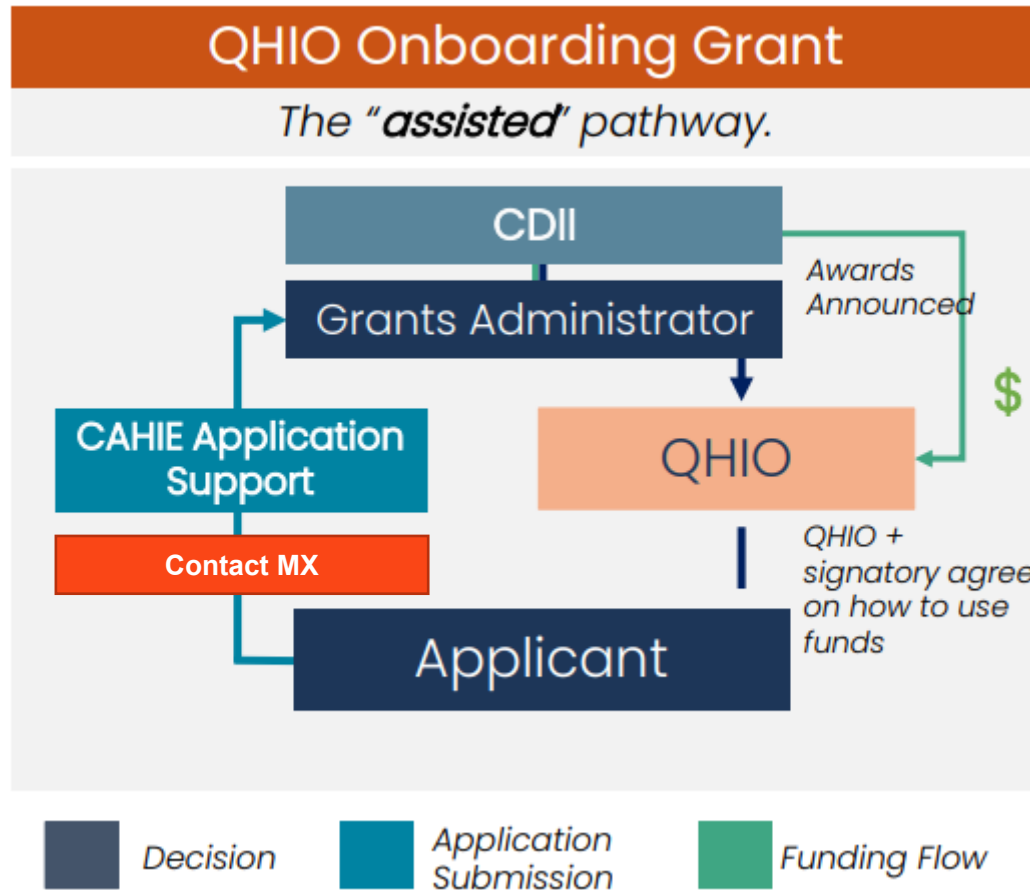 QHIO Onboarding Grant
The “assisted” pathway.
CDII
Awards
Announced
Grants Administrator
$
CAHIE Application
Support
QHIO
Contact MX
QHIO +
signatory agree
on how to use
funds
Applicant
Decision
Application
Submission
Funding Flow